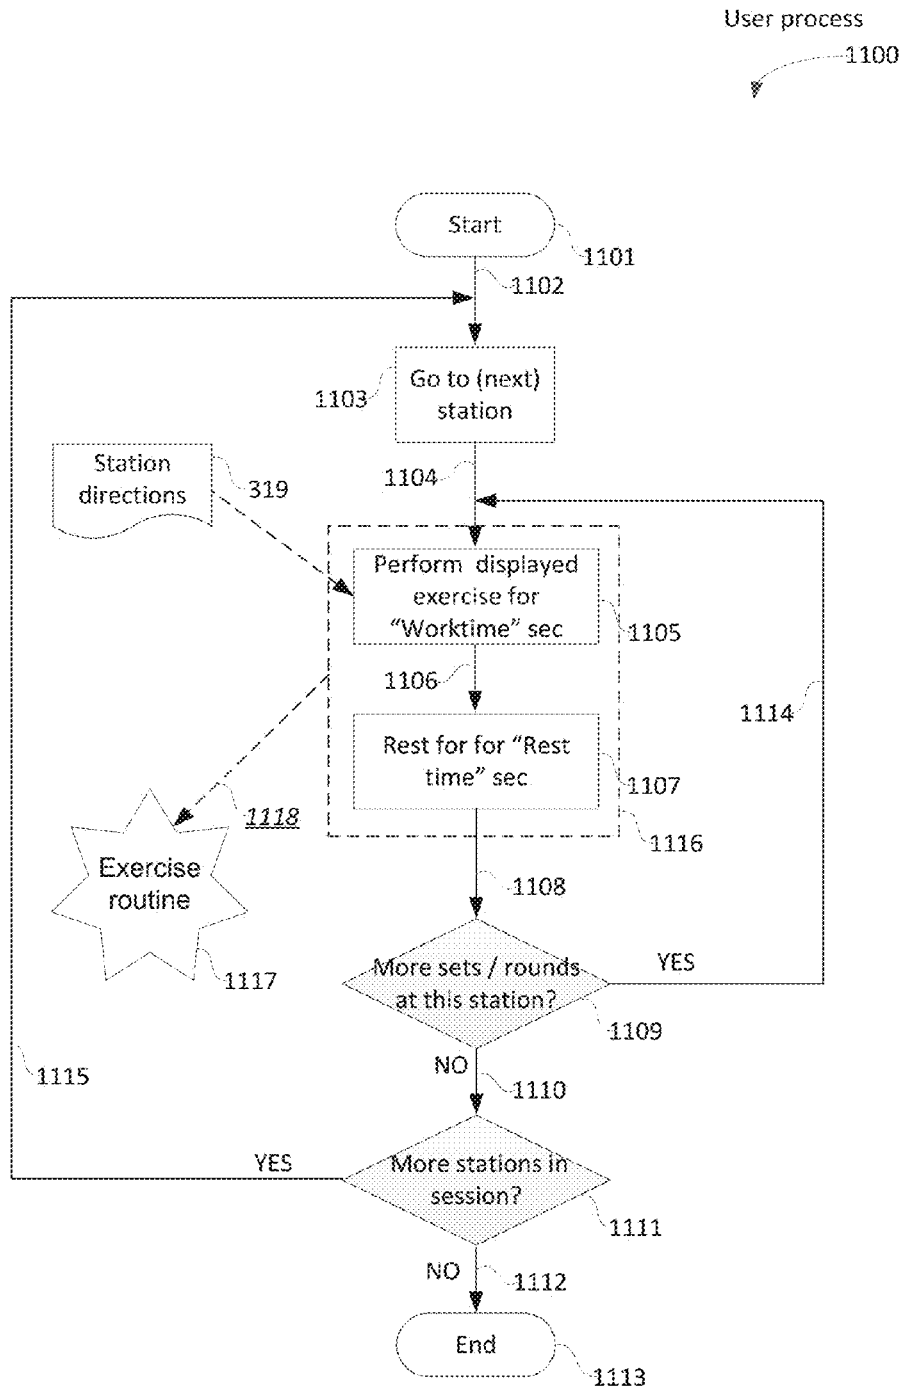 User process
1100
Start
1101
1102
Go to (next)
station
1103
1104
Station
directions
319
Perform displayed
exercise for
“Worktime” sec
1105
1106
1114
Rest for for “Rest
time” sec
1107
1118
1116
Exercise
routine
1117
1108
More sets / rounds
at this station?
YES
1109
NO
1110
1115
More stations in
session?
YES
1111
NO
1112
End
1113